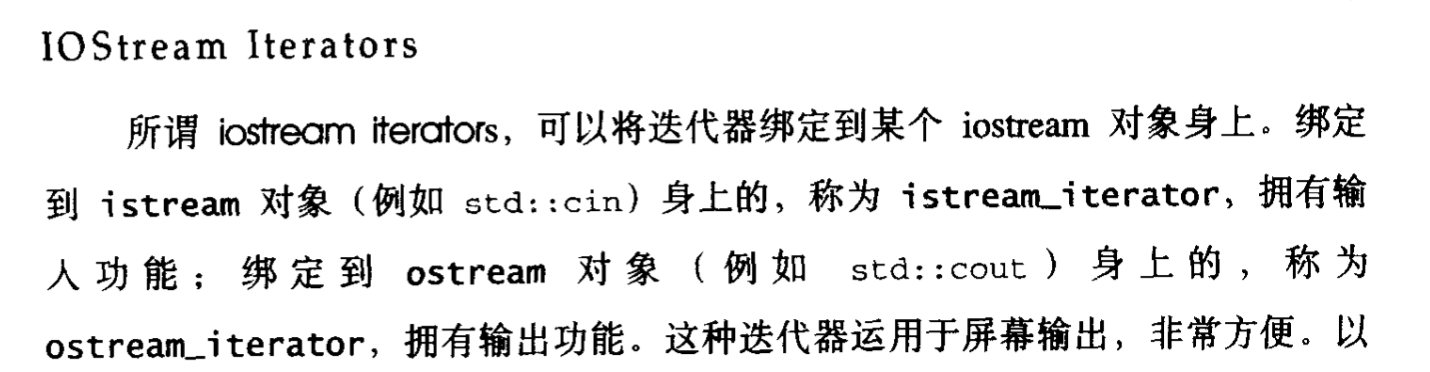 IOStream Iterators
所谓 iostream iterators，可以将迭代器绑定到某个 iostream 对象身上。绑定
到 istream 对象（例如 std::cin）身上的，称为 istream_iterator，拥有输
入功能；绑定到 ostream 对象（例如 std::cout）身上的，称为
ostream_iterator，拥有输出功能。这种迭代器运用于屏幕输出，非常方便。以